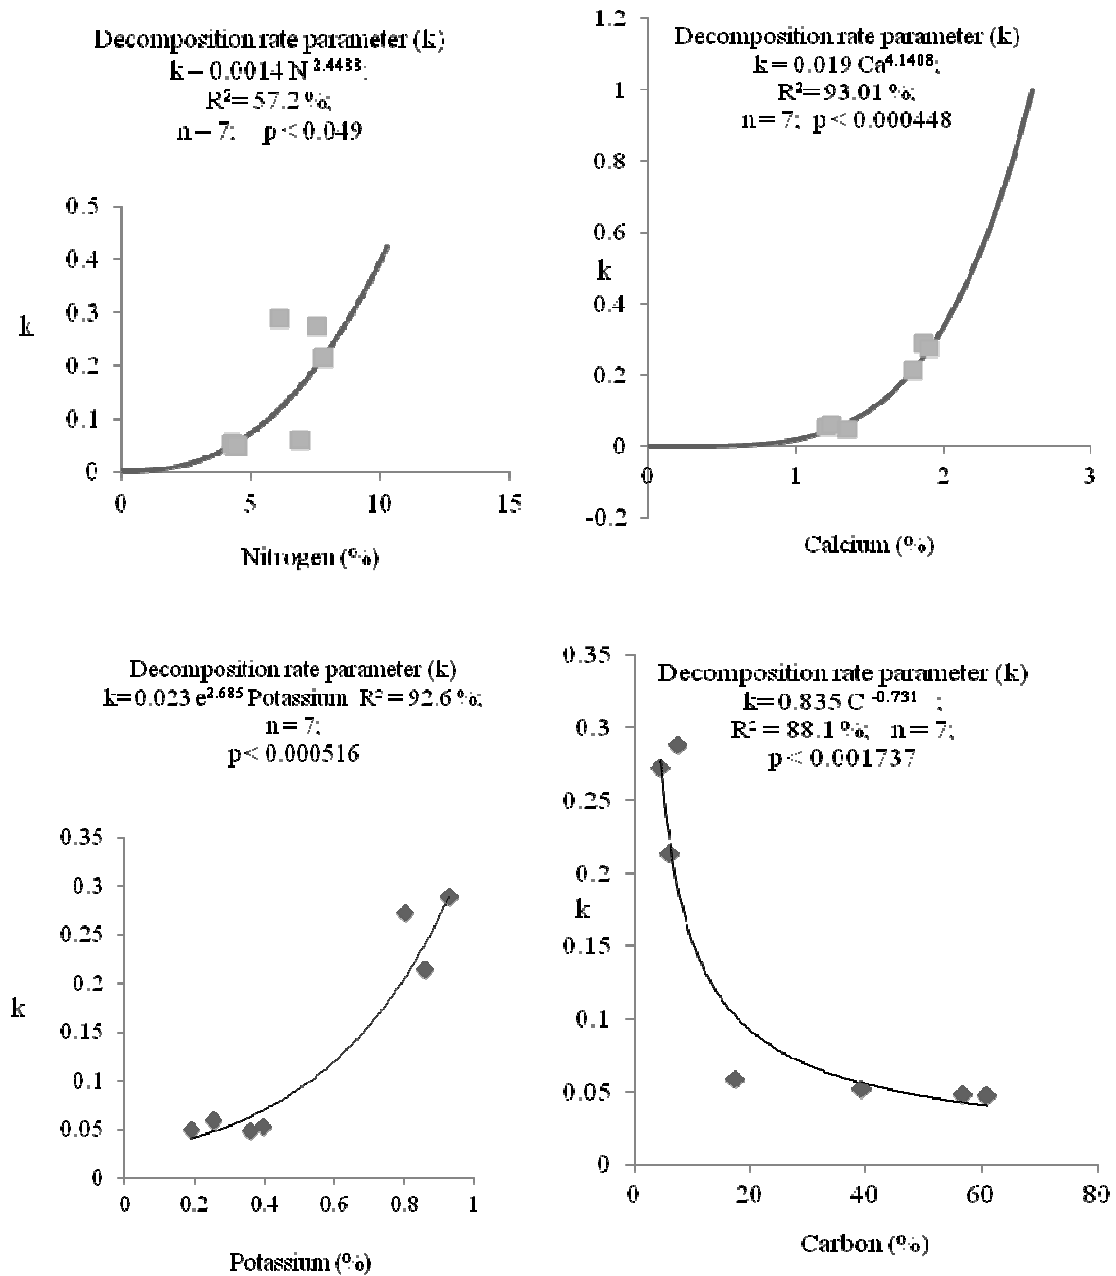 Decomposition rate parameter (k)
k = 0.0014 N^2.4433;
R² = 57.2 %;
n = 7; p < 0.049
0.5
0.4
0.3
0.2
0.1
0
k
0 5 10 15
Nitrogen (%)
1.2
1
0.8
0.6
0.4
0.2
0
-0.2
Decomposition rate parameter (k)
k = 0.019 Ca^4.1408;
R² = 93.01 %;
n = 7; p < 0.000448
k
0 1 2 3
Calcium (%)
Decomposition rate parameter (k)
k=0.023 e^2.685 Potassium R² = 92.6 %;
n = 7;
p < 0.000516
0.35
0.3
0.25
0.2
0.15
0.1
0.05
0
k
0 0.2 0.4 0.6 0.8 1
Potassium (%)
0.35
0.3
0.25
0.2
0.15
0.1
0.05
0
Decomposition rate parameter (k)
k=0.835 C^-0.731 ;
R² = 88.1 %; n = 7;
p < 0.001737
k
0 20 40 60 80
Carbon (%)